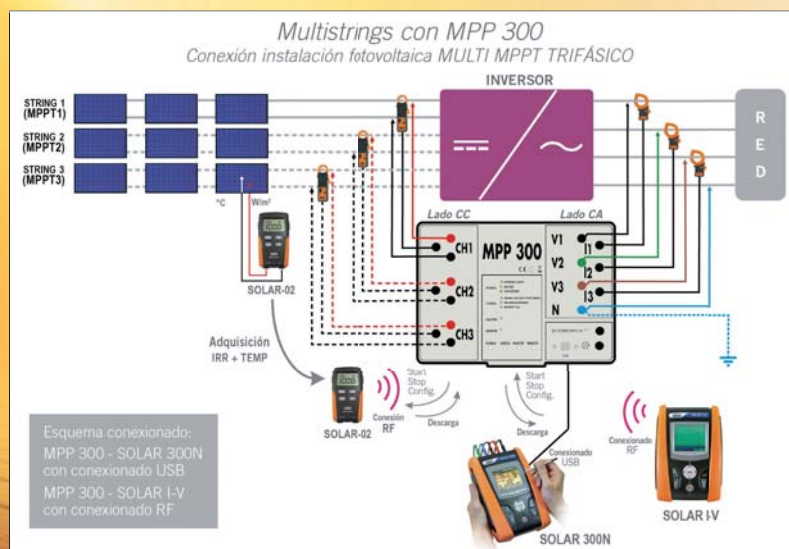 Multistrings con MPP 300
Conexión instalación fotovoltaica MULTI MPPT TRIFÁSICO
INVERSOR
STRING 1
(MPPT1)
STRING 2
(MPPT2)
STRING 3
(MPPT3)
RED
°C
W/m²
SOLAR-02
Lado CC
Lado CA
MPP 300
CH1
CH2
CH3
V1
I1
V2
I2
V3
I3
N
Adquisición
IRR + TEMP
SOLAR-02
Conexión
RF
Start
Stop
Config.
Descarga
Start
Stop
Config.
Descarga
Conexionado
USB
SOLAR 300N
Conexionado
RF
SOLAR I-V
Esquema conexionado:
MPP 300 - SOLAR 300N
con conexionado USB
MPP 300 - SOLAR I-V
con conexionado RF